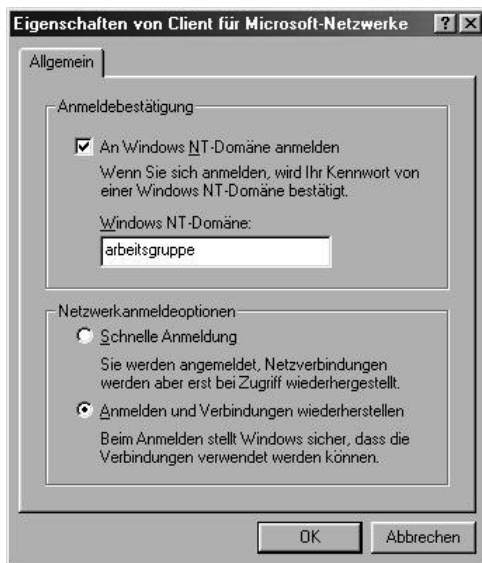 Eigenschaften von Client für Microsoft-Netzwerke
Allgemein
Anmeldebestätigung
An Windows NT-Domäne anmelden
Wenn Sie sich anmelden, wird Ihr Kennwort von
einer Windows NT-Domäne bestätigt.
Windows NT-Domäne:
arbeitsgruppe
Netzwerkanmeldeoptionen
Schnelle Anmeldung
Sie werden angemeldet, Netzverbindungen
werden aber erst bei Zugriff wiederhergestellt.
Anmelden und Verbindungen wiederherstellen
Beim Anmelden stellt Windows sicher, dass die
Verbindungen verwendet werden können.
OK Abbrechen